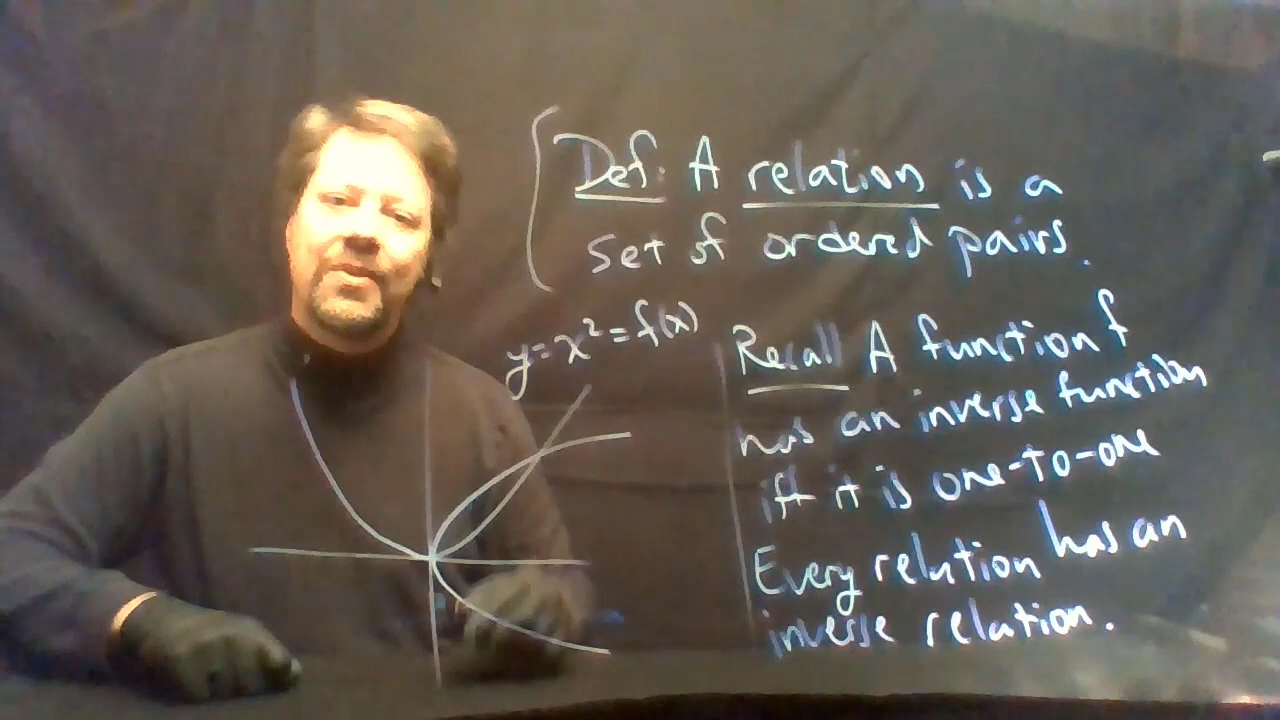 Def: A relation is a
set of ordered pairs.
y=x²=f(x)
Recall A function f
has an inverse function
iff it is one-to-one
Every relation has an
inverse relation.